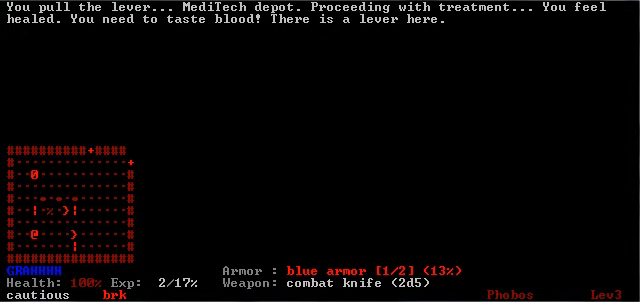 You pull the lever... MediTech depot. Proceeding with treatment... You feel
healed. You need to taste blood! There is a lever here.
##########+####
#··············+
#··0···········#
#··············#
#···•·•·•······#
#··|·%·}|······#
#··············#
#··@····}······#
#·······|······#
################
GRAHHHH Armor : blue armor [1/2] (13%)
Health: 100% Exp: 2/17% Weapon: combat knife (2d5)
cautious brk Phobos Lev3